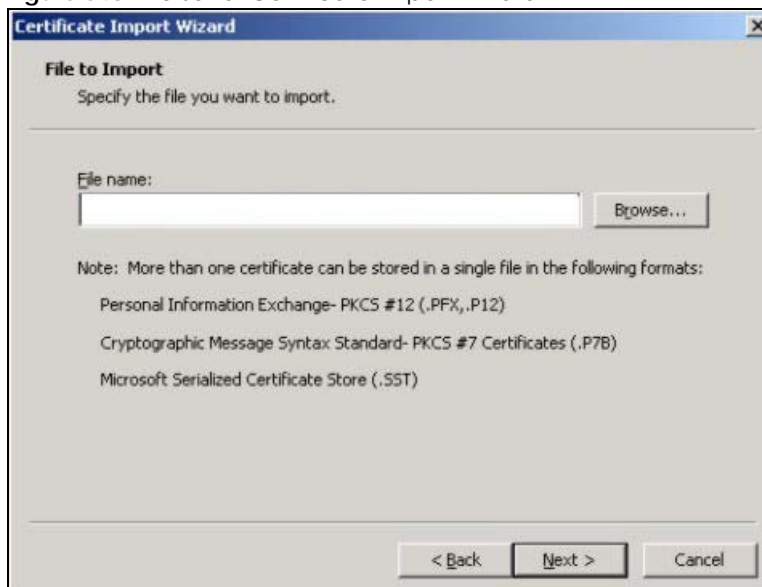 Certificate Import Wizard
File to Import
Specify the file you want to import.
File name:
Browse...
Note: More than one certificate can be stored in a single file in the following formats:
Personal Information Exchange- PKCS #12 (.PFX,.P12)
Cryptographic Message Syntax Standard- PKCS #7 Certificates (.P7B)
Microsoft Serialized Certificate Store (.SST)
< Back Next > Cancel